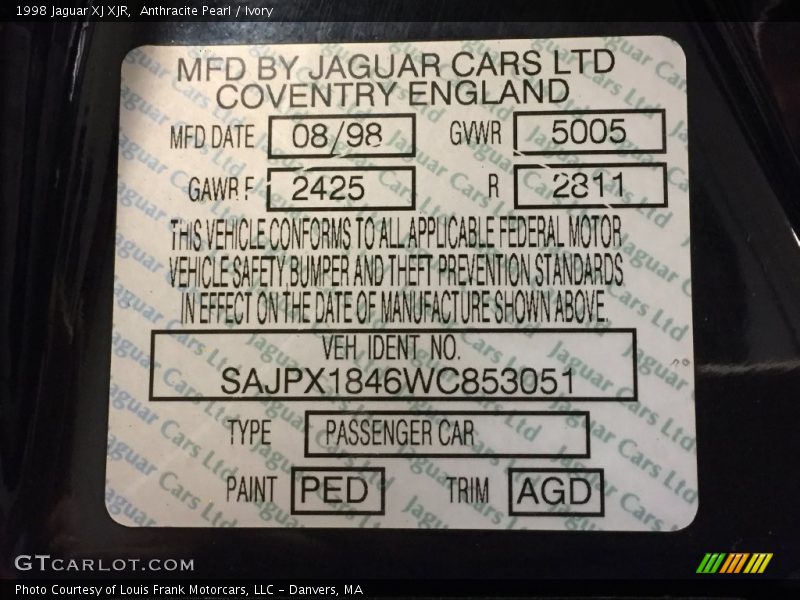 1998 Jaguar XJ XJR,  Anthracite Pearl / Ivory
MFD BY JAGUAR CARS LTD
COVENTRY ENGLAND
MFD DATE 08/98 GVWR 5005
GAWR F 2425 R 2811
THIS VEHICLE CONFORMS TO ALL APPLICABLE FEDERAL MOTOR
VEHICLE SAFETY, BUMPER AND THEFT PREVENTION STANDARDS
IN EFFECT ON THE DATE OF MANUFACTURE SHOWN ABOVE.
VEH. IDENT. NO.
SAJPX1846WC853051
TYPE PASSENGER CAR
PAINT PED TRIM AGD
GTcarlot.com
Photo Courtesy of Louis Frank Motorcars, LLC - Danvers, MA